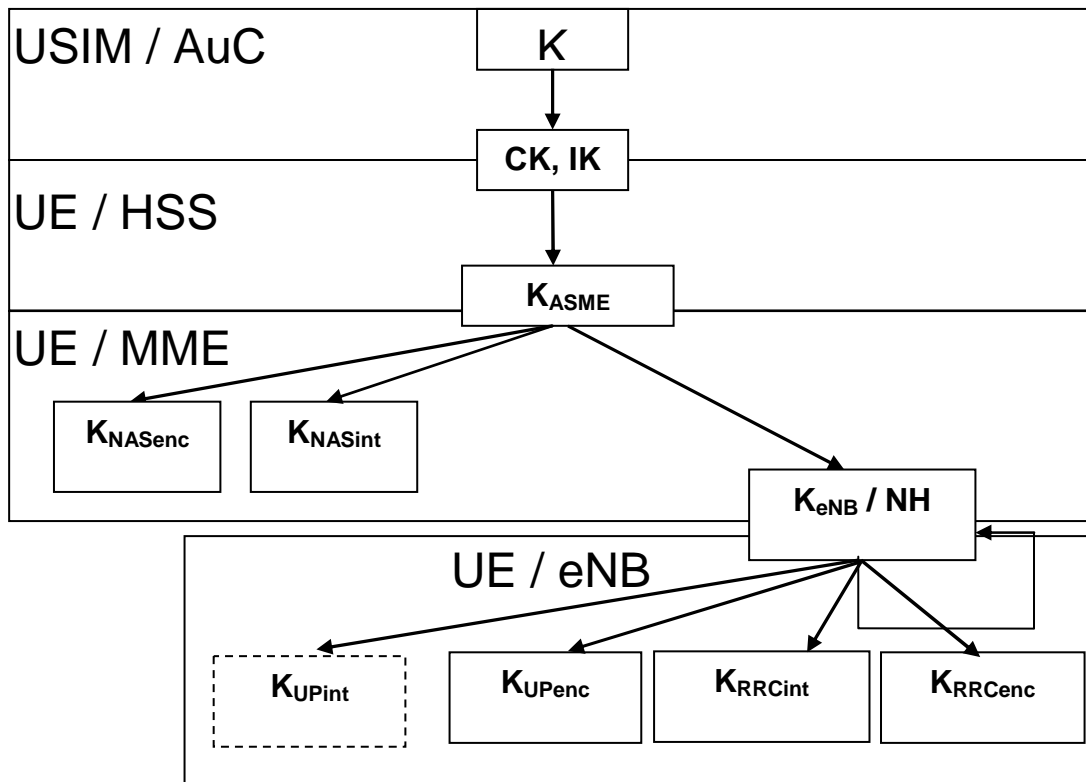 USIM / AuC
K
CK, IK
UE / HSS
KASME
UE / MME
KNASenc
KNASint
KeNB / NH
UE / eNB
KUPint
KUPenc
KRRCint
KRRCenc